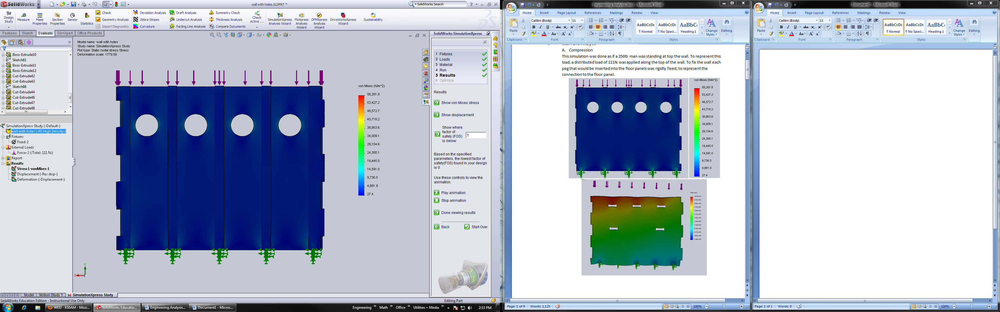 SolidWorks
wall with holes.SLDPRT *
SolidWorks Search
Design Study
Measure
Mass Properties
Section Properties
Sensor
Statistics
Check
Geometry Analysis
Import Diagnostics
Deviation Analysis
Zebra Stripes
Curvature
Draft Analysis
Undercut Analysis
Parting Line Analysis
Symmetry Check
Thickness Analysis
Compare Documents
Check Active ...
SimulationXpress Analysis Wizard
FloXpress Analysis Wizard
DFMXpress Analysis Wizard
DriveWorksXpress Wizard
Sustainability
Features Sketch Evaluate DimXpert Office Products
Boss-Extrude10
Sketch61
Boss-Extrude11
Boss-Extrude12
Cut-Extrude42
Cut-Extrude43
Sketch66
Cut-Extrude44
Cut-Extrude46
Cut-Extrude47
Cut-Extrude48
SimulationXpress Study (-Default-)
wall with holes (-PE High Density-)
Fixtures
Fixed-2
External Loads
Force-2 (:Total: 111 N:)
Report
Results
Stress (-vonMises-)
Displacement (-Res disp-)
Deformation (-Displacement-)
Model name: wall with holes
Study name: SimulationXpress Study
Plot type: Static nodal stress Stress
Deformation scale: 1779.59
von Mises (N/m^2)
58,281.8
53,427.2
48,572.7
43,718.2
38,863.6
34,009.1
29,154.6
24,300.1
19,445.5
14,591.0
9,736.5
4,881.9
27.4
Y
X
SolidWorks SimulationXpress
1 Fixtures
2 Loads
3 Material
4 Run
5 Results
6 Optimize
Results
Show von Mises stress
Show displacement
Show where
factor of
safety (FOS) 1
is below:
Based on the specified
parameters, the lowest factor of
safety(FOS) found in your design
is 0
Use these controls to view the
animation.
Play animation
Stop animation
Done viewing results
Back Start Over
Model Motion Study 1 SimulationXpress Study
SolidWorks Education Edition - Instructional Use Only
Editing Part
WEEI - 850AM - Mozi...
SolidWorks Educatio...
Engineering Analysis...
Document1 - Micros...
Engineering » Math » Office » Utilities + Media »
2:53 PM
Engineering Analysis.docx - Microsoft Word
Home Insert Page Layout References Mailings Review View
Calibri (Body) 11
Paste
AaBbCcDc AaBbCcDc AaBbC
¶ Normal ¶ No Spaci... Heading 1
Change Styles
Editing
Clipboard Font Paragraph Styles
A. Compression
This simulation was done as if a 250lb man was standing at top the wall. To represent this
load, a distributed load of 111N was applied along the top of the wall. To fix the wall each
peg that would be inserted into the floor panels was rigidly fixed, to represent the
connection to the floor panel.
von Mises (N/m^2)
58,281.8
53,427.2
48,572.7
43,718.2
38,863.6
34,009.1
29,154.6
24,300.1
19,445.5
14,591.0
9,736.5
4,881.9
27.4
Page: 1 of 9 Words: 1,125
100%
Document1 - Microsoft Word
Home Insert Page Layout References Mailings Review View
Calibri (Body) 11
Paste
AaBbCcDc AaBbCcDc AaBbC
¶ Normal ¶ No Spaci... Heading 1
Change Styles
Editing
Clipboard Font Paragraph Styles
Page: 1 of 1 Words: 0
100%